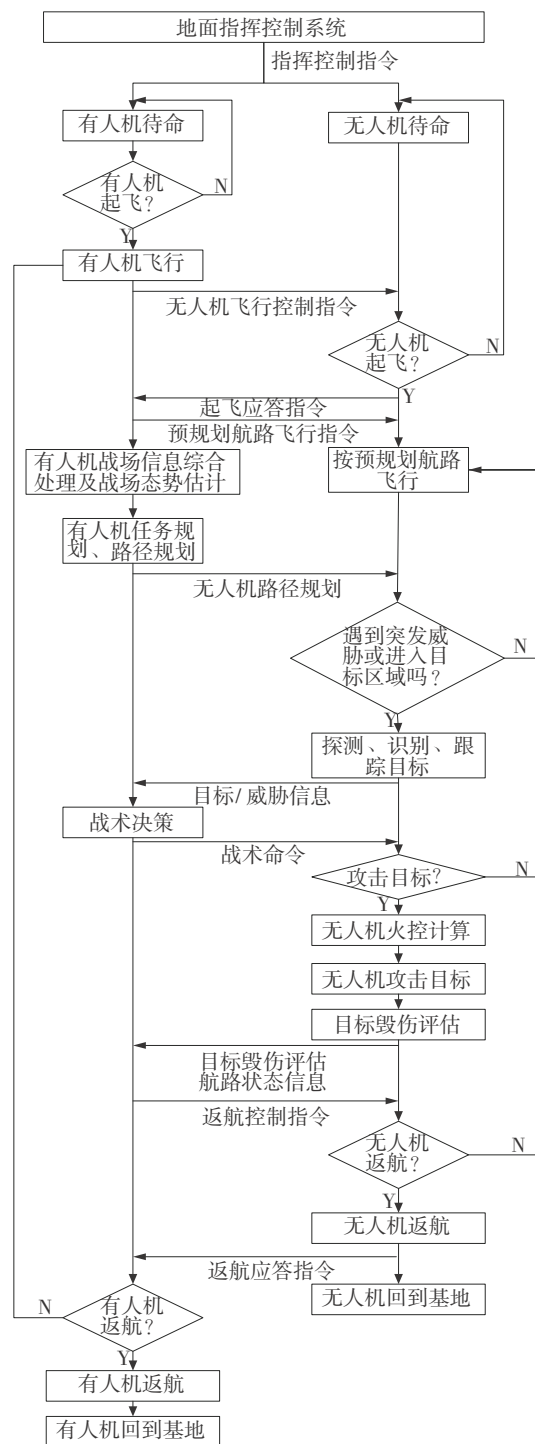 地面指挥控制系统
指挥控制指令
有人机待命
无人机待命
有人机
起飞?
N
Y
有人机飞行
无人机飞行控制指令
无人机
起飞?
N
Y
起飞应答指令
预规划航路飞行指令
有人机战场信息综合
处理及战场态势估计
按预规划航路
飞行
有人机任务规
划、路径规划
无人机路径规划
遇到突发威
胁或进入目
标区域吗?
N
Y
探测、识别、跟
踪目标
目标/威胁信息
战术决策
战术命令
攻击目标?
N
Y
无人机火控计算
无人机攻击目标
目标毁伤评估
目标毁伤评估
航路状态信息
返航控制指令
无人机
返航?
N
Y
无人机返航
返航应答指令
无人机回到基地
有人机
返航?
N
Y
有人机返航
有人机回到基地